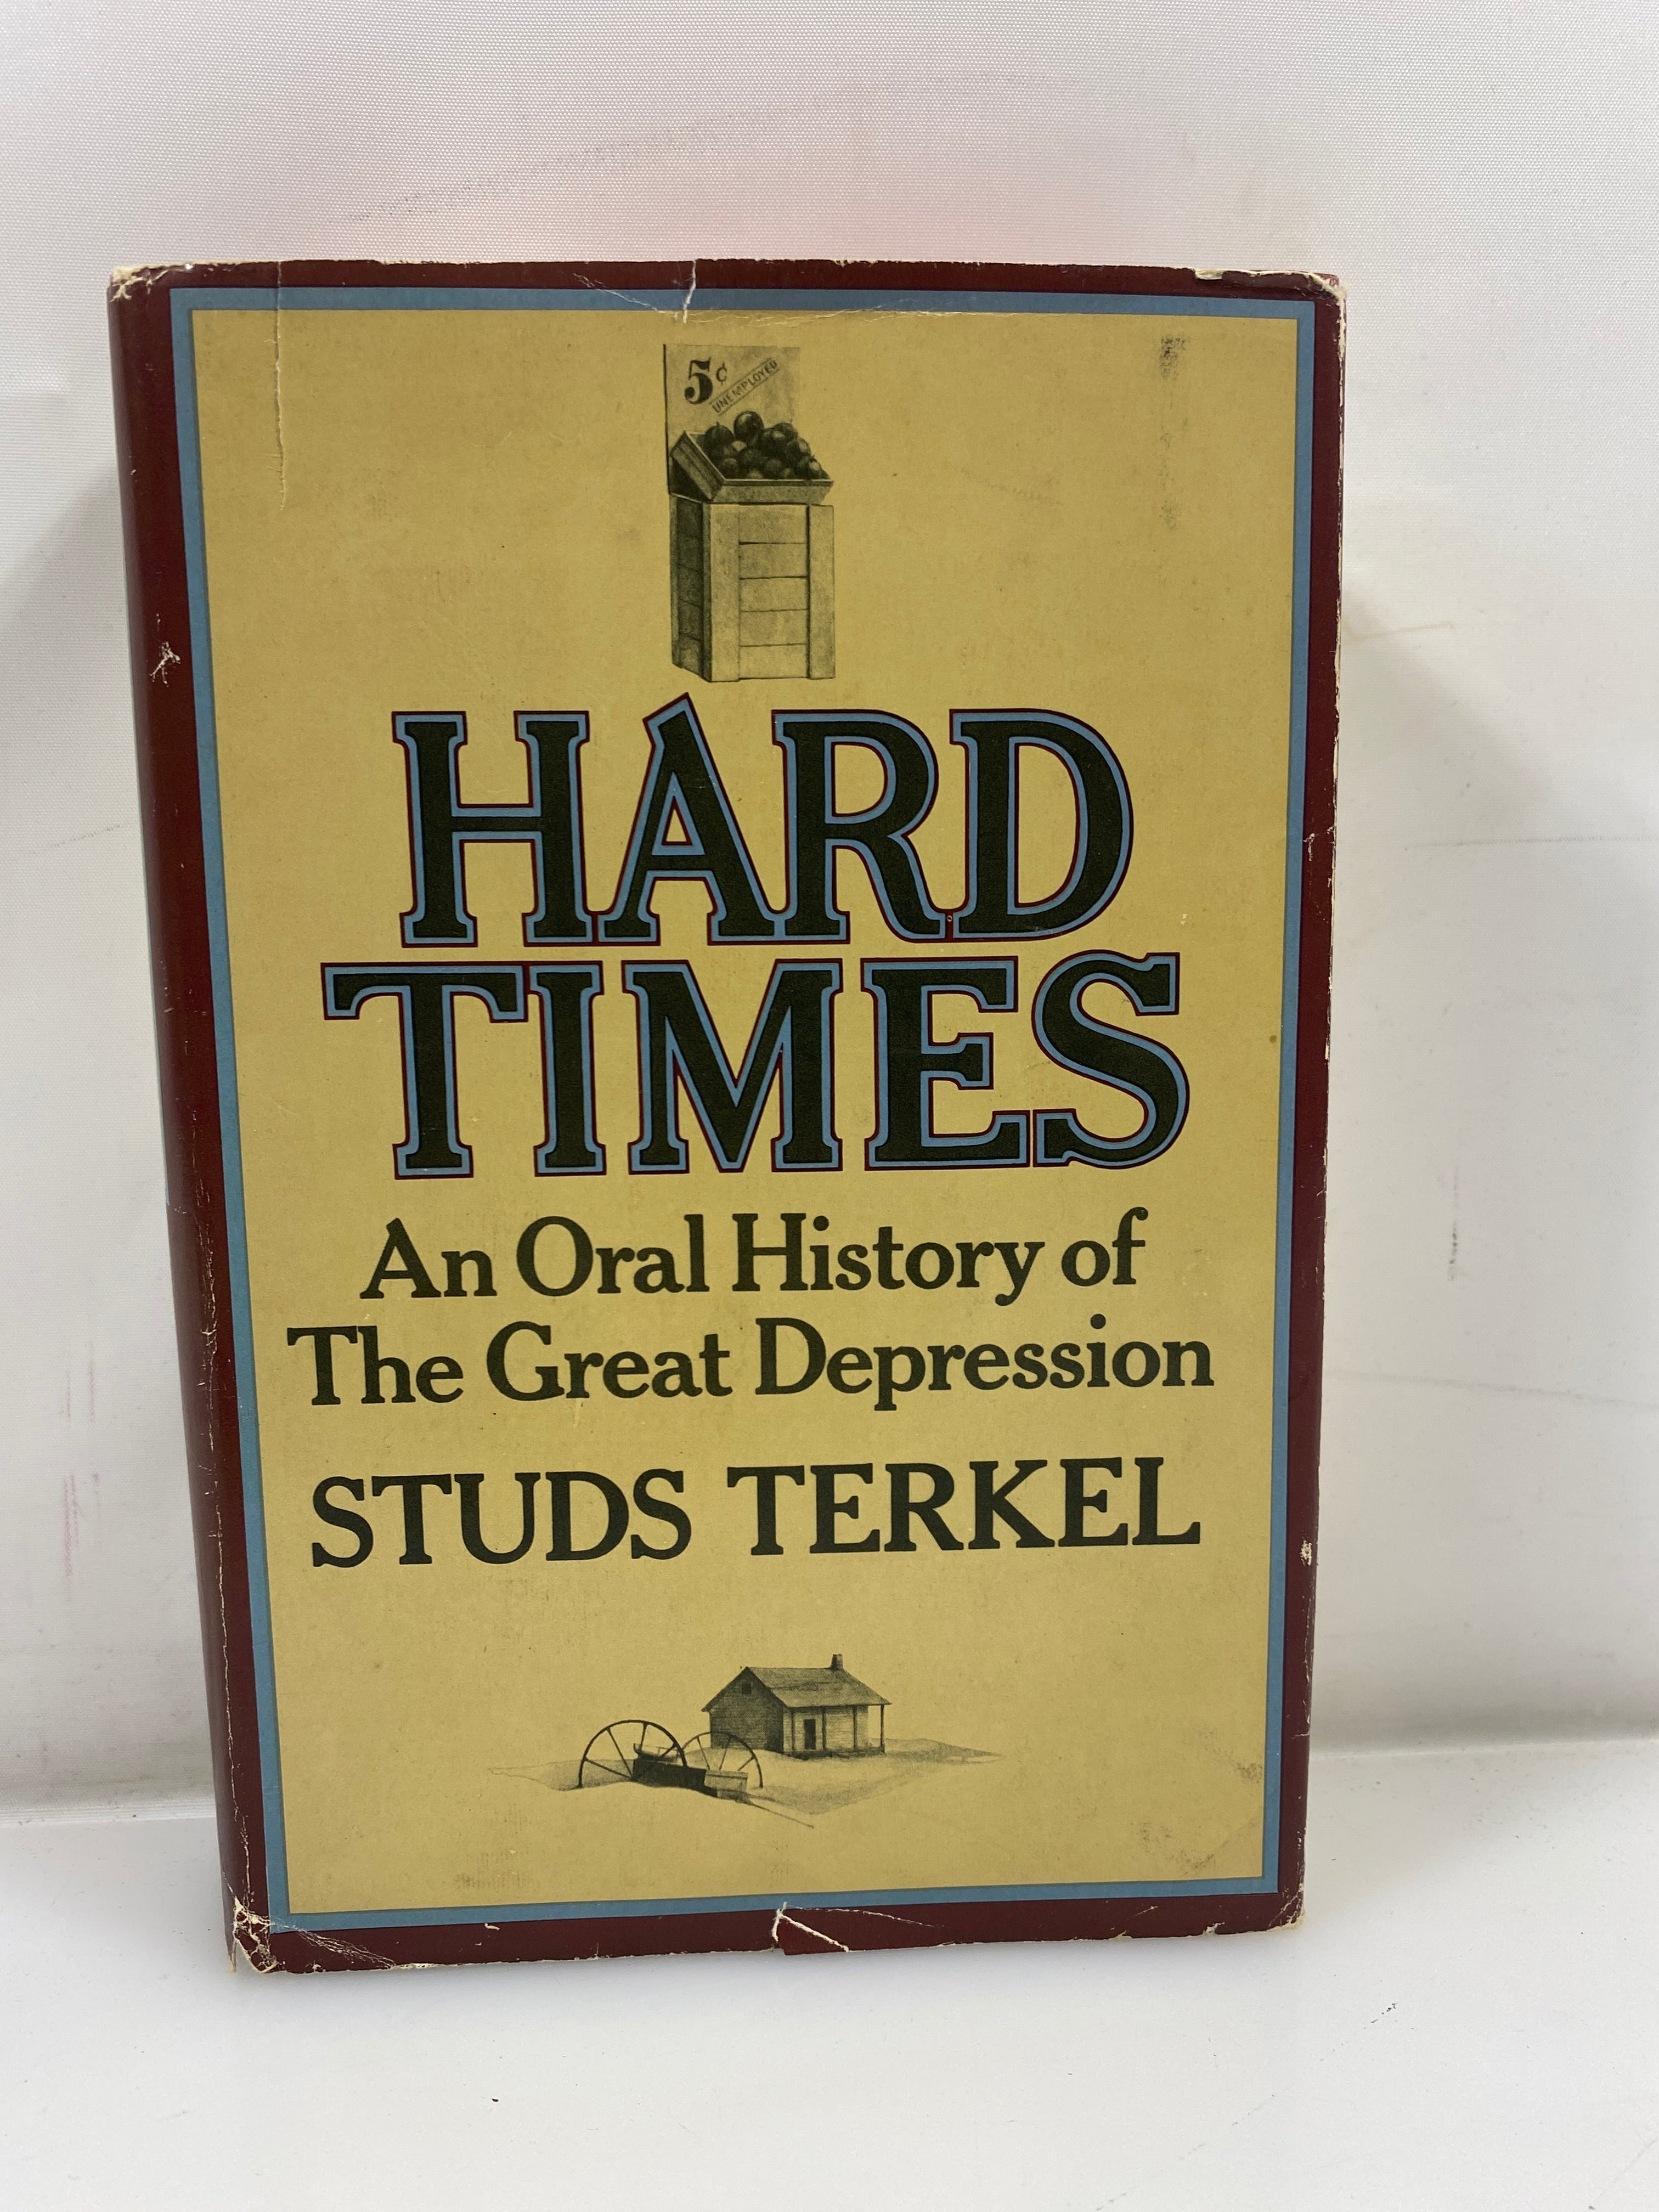 5¢
UNEMPLOYED
HARD
TIMES
An Oral History of
The Great Depression
STUDS TERKEL